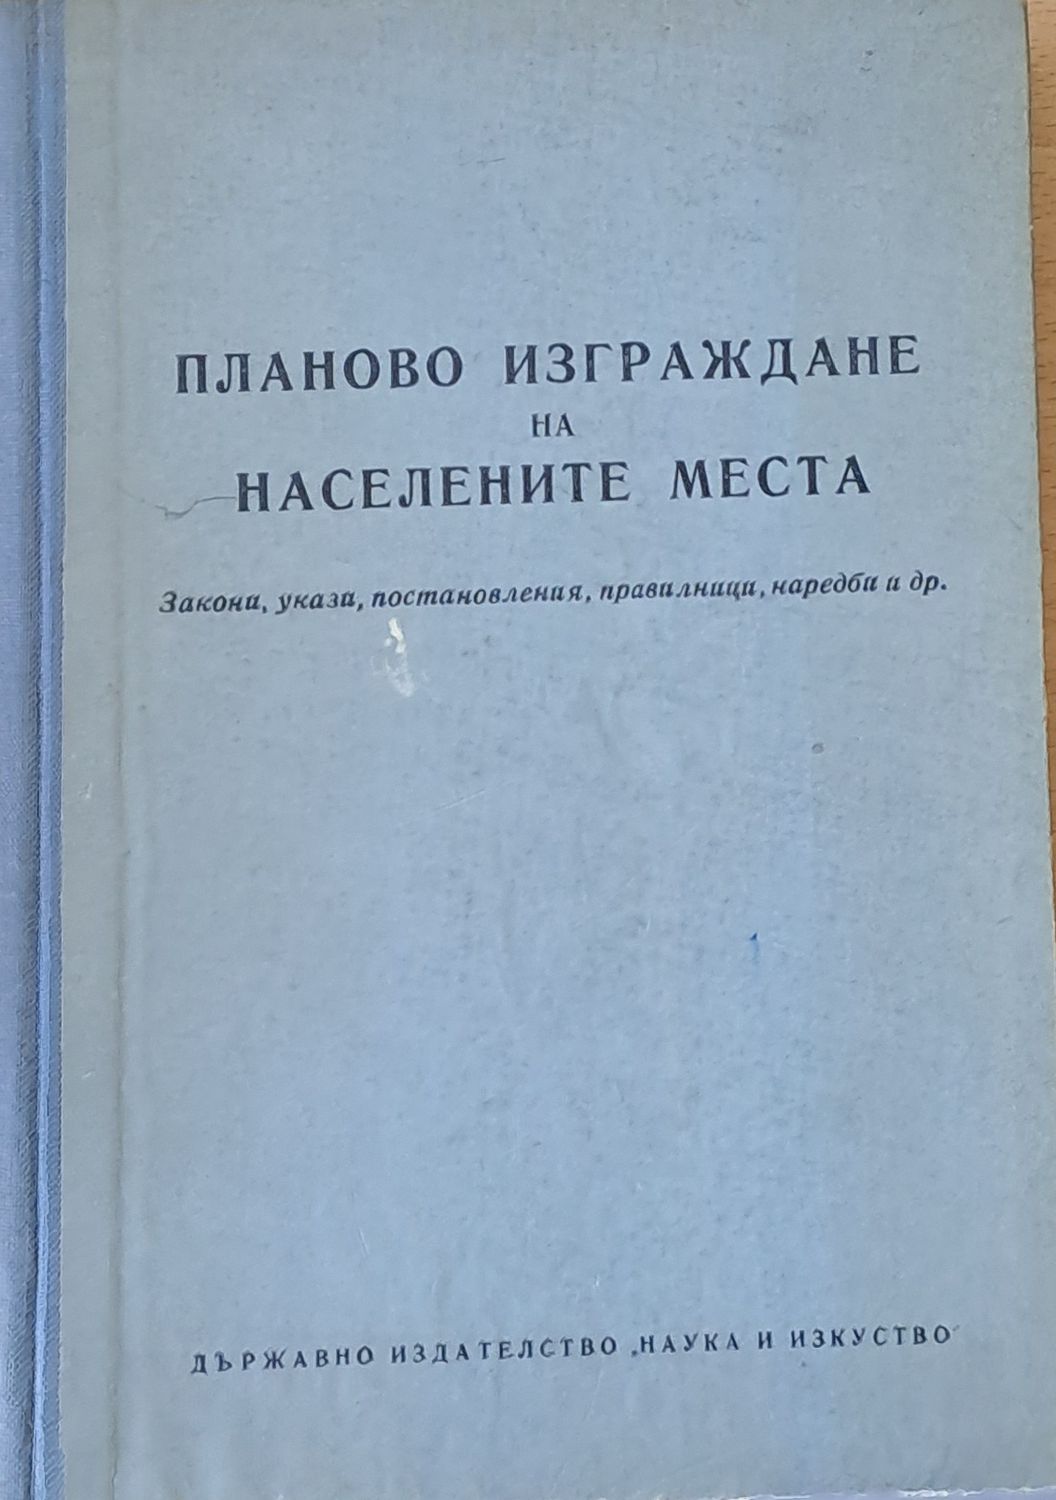 ПЛАНОВО ИЗГРАЖДАНЕ
НА
НАСЕЛЕНИТЕ МЕСТА
Закони, укази, постановления, правилници, наредби и др.
ДЪРЖАВНО ИЗДАТЕЛСТВО „НАУКА И ИЗКУСТВО“